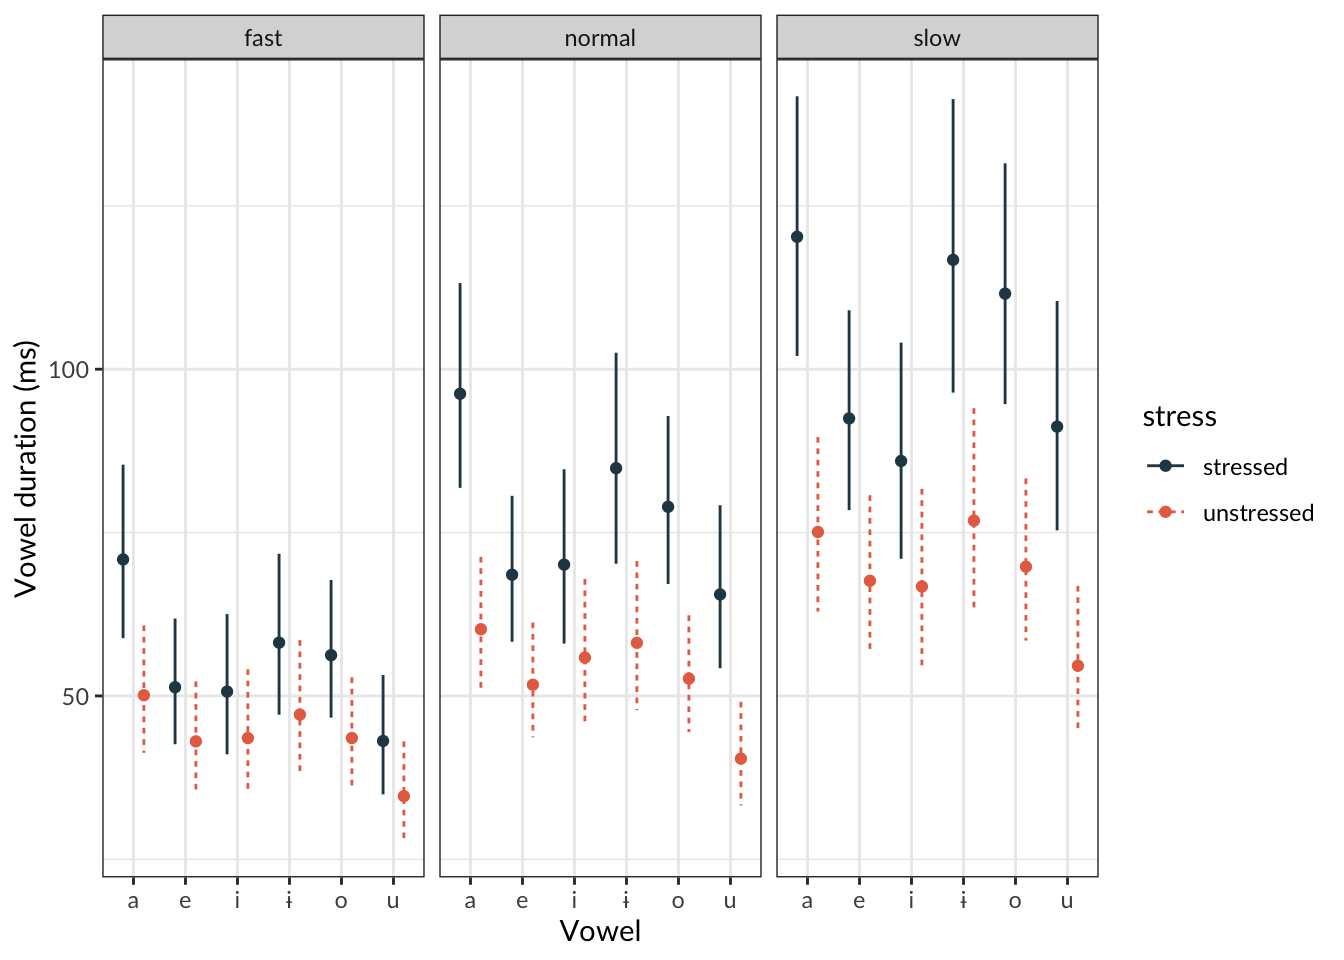 fast normal slow
Vowel duration (ms)
100
50
a e i ɨ o u a e i ɨ o u a e i ɨ o u
Vowel
stress
stressed
unstressed